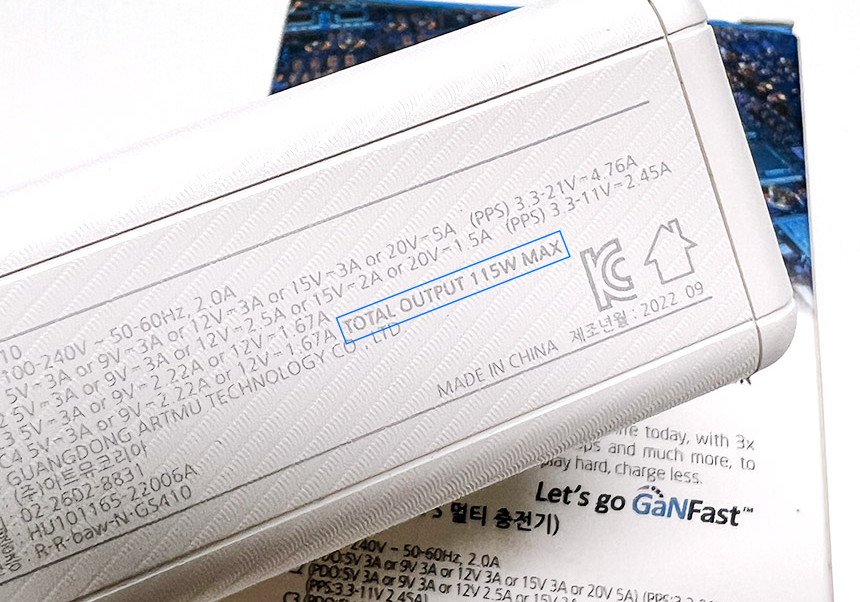 10
100-240V ~ 50-60Hz, 2.0A
5V⎓3A or 9V⎓3A or 12V⎓3A or 15V⎓3A or 20V⎓5A (PPS) 3.3-21V⎓4.76A
2 5V⎓3A or 9V⎓3A or 12V⎓2.5A or 15V⎓2A or 20V⎓1.5A (PPS) 3.3-11V⎓2.45A
3 5V⎓3A or 9V⎓2.22A or 12V⎓1.67A
C4 5V⎓3A or 9V⎓2.22A or 12V⎓1.67A TOTAL OUTPUT 115W MAX
GUANGDONG ARTMU TECHNOLOGY CO., LTD
(주)아트뮤코리아
02-2602-8831
HU101165-22006A
R-R-baw-N-GS410
MADE IN CHINA 제조년월 : 2022 09
today, with 3x
and much more, to
play hard, charge less.
Let's go GaNFast™
멀티 충전기)
240V ~ 50-60Hz, 2.0A
(PDO:5V 3A or 9V 3A or 12V 3A or 15V 3A or 20V 5A)
(PPS:3.3-11V 2.45A)